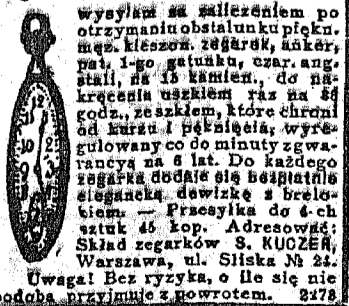 wysyłam za zaliczeniem po
otrzymaniu obstalunku piękn.
męz. kieszon. zegarek, anker,
pat. 1-go gatunku, czar. ang.
stali, na 15 kamien., do na-
kręcenia uszkiem raz na 36
godz., ze szkłem, które chroni
od kurzu i pęknięcia, wyre-
gulowany co do minuty z gwa-
rancyą na 6 lat. Do każdego
zegarka dodaje się bezpłatnie
elegancką dewizkę z brelo-
kiem. — Przesyłka do 4-ch
sztuk 45 kop. Adresować:
Skład zegarków S. KUCZER,
Warszawa, ul. Śliska № 24.
Uwaga! Bez ryzyka, o ile się nie
podoba przyjmuje z powrotem. 2178